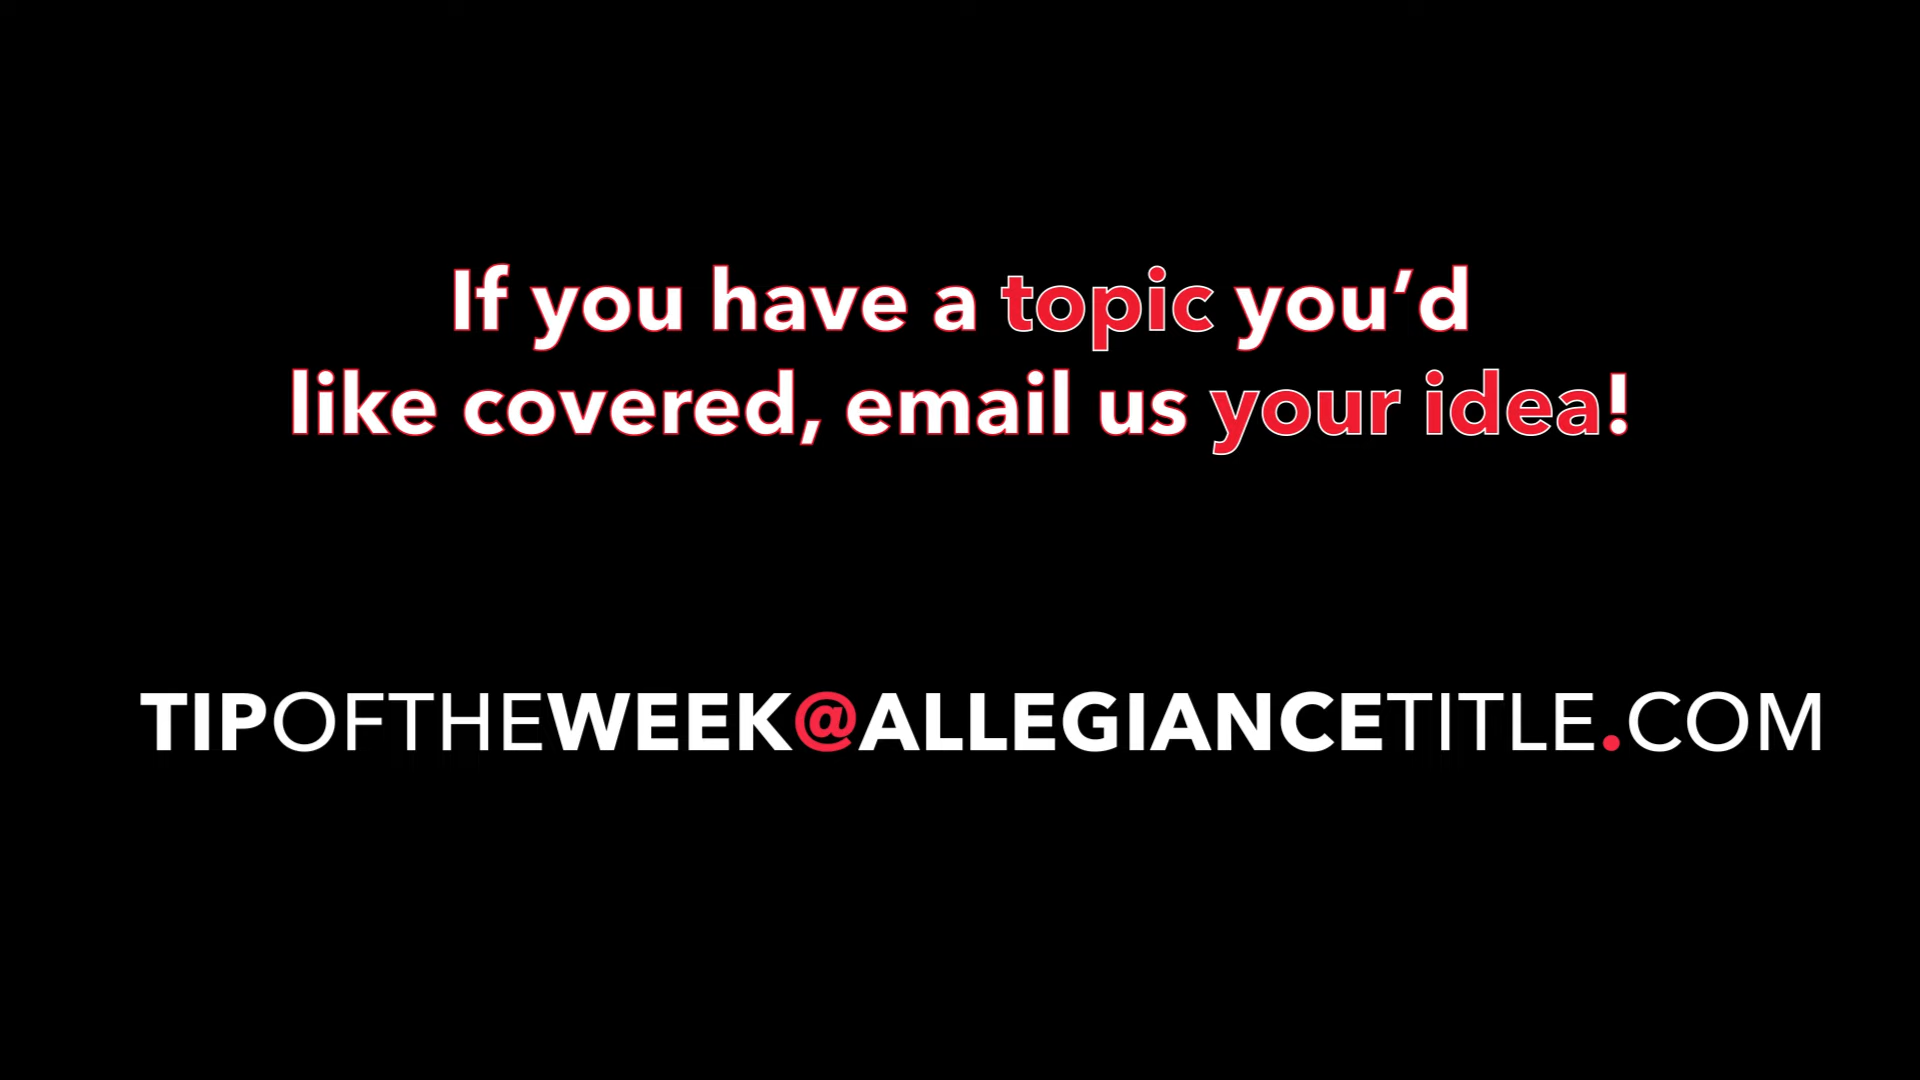 If you have a topic you’d
like covered, email us your idea!
TIPOFTHEWEEK@ALLEGIANCETITLE.COM